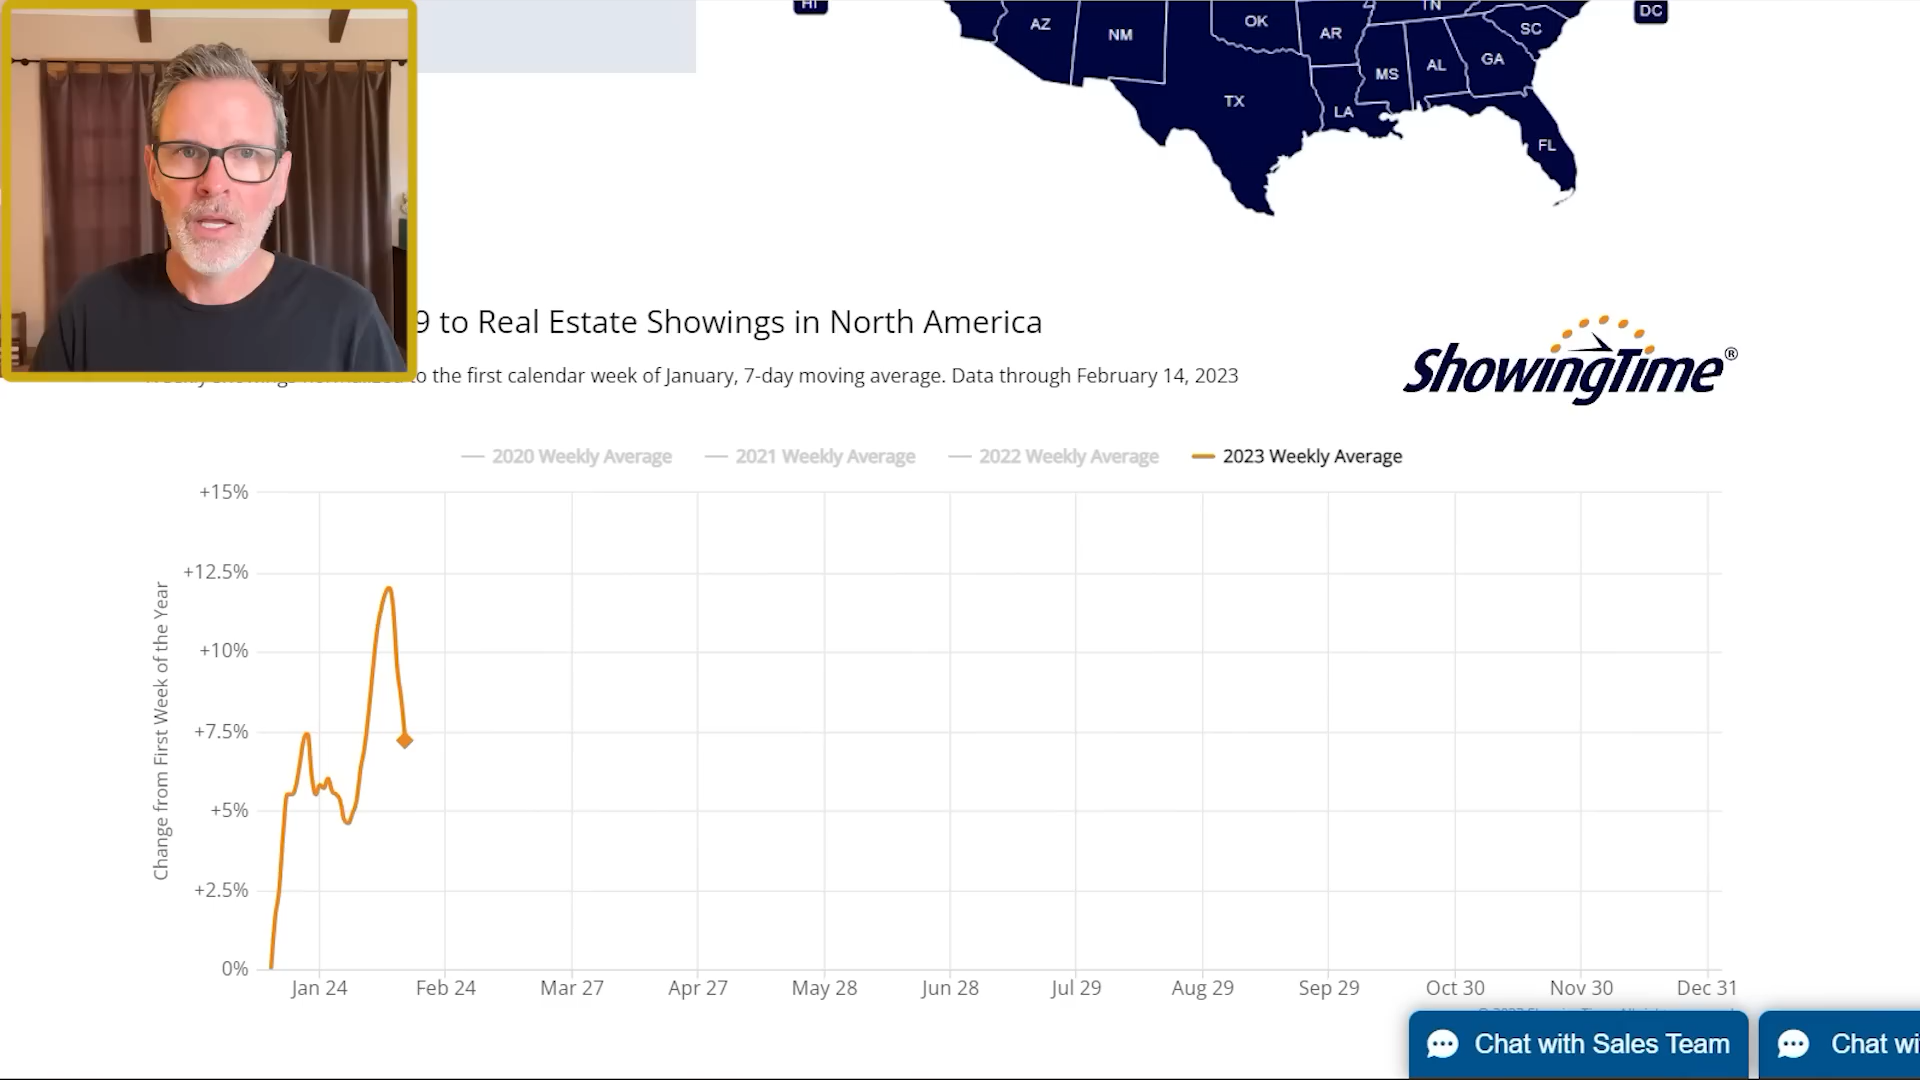 HI
DC
AZ
NM
OK
AR
TN
SC
MS
AL
GA
TX
LA
FL
9 to Real Estate Showings in North America
ShowingTime®
to the first calendar week of January, 7-day moving average. Data through February 14, 2023
2020 Weekly Average
2021 Weekly Average
2022 Weekly Average
2023 Weekly Average
Change from First Week of the Year
+15%
+12.5%
+10%
+7.5%
+5%
+2.5%
0%
Jan 24
Feb 24
Mar 27
Apr 27
May 28
Jun 28
Jul 29
Aug 29
Sep 29
Oct 30
Nov 30
Dec 31
Chat with Sales Team
Chat wi